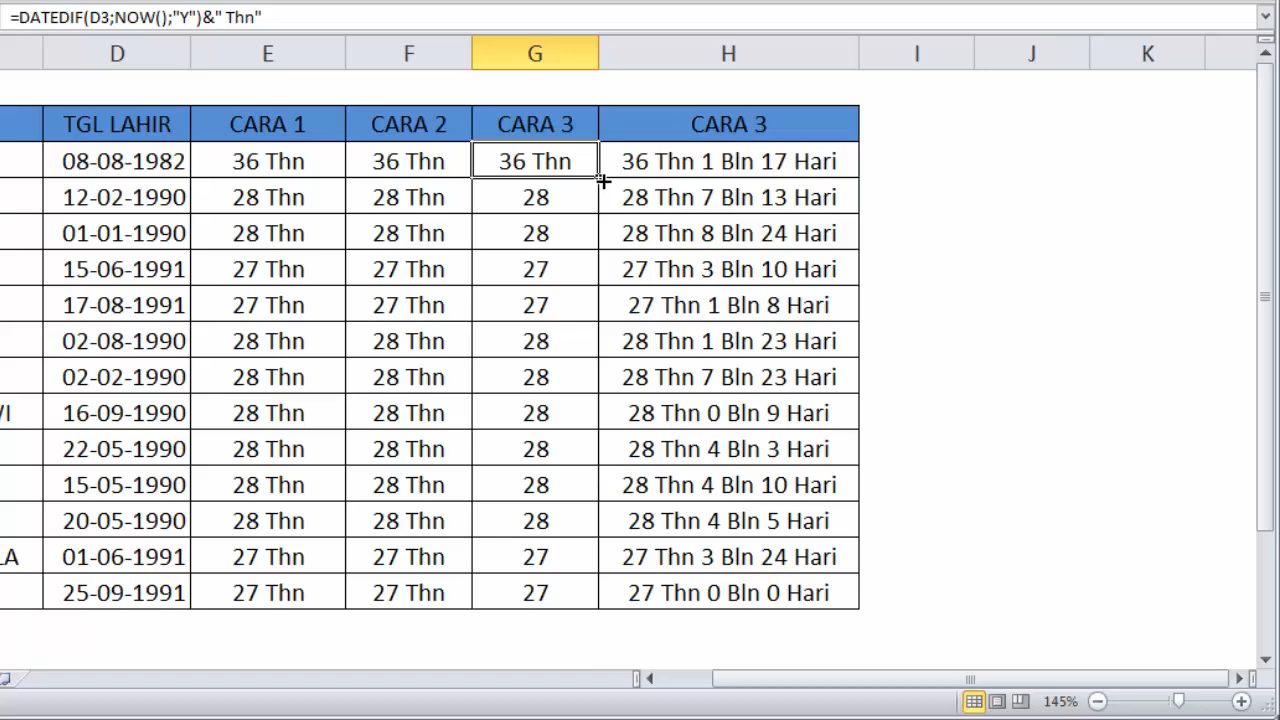 =DATEDIF(D3;NOW();"Y")&" Thn"
D E F G H I J K
TGL LAHIR CARA 1 CARA 2 CARA 3 CARA 3
08-08-1982 36 Thn 36 Thn 36 Thn 36 Thn 1 Bln 17 Hari
12-02-1990 28 Thn 28 Thn 28 28 Thn 7 Bln 13 Hari
01-01-1990 28 Thn 28 Thn 28 28 Thn 8 Bln 24 Hari
15-06-1991 27 Thn 27 Thn 27 27 Thn 3 Bln 10 Hari
17-08-1991 27 Thn 27 Thn 27 27 Thn 1 Bln 8 Hari
02-08-1990 28 Thn 28 Thn 28 28 Thn 1 Bln 23 Hari
02-02-1990 28 Thn 28 Thn 28 28 Thn 7 Bln 23 Hari
16-09-1990 28 Thn 28 Thn 28 28 Thn 0 Bln 9 Hari
22-05-1990 28 Thn 28 Thn 28 28 Thn 4 Bln 3 Hari
15-05-1990 28 Thn 28 Thn 28 28 Thn 4 Bln 10 Hari
20-05-1990 28 Thn 28 Thn 28 28 Thn 4 Bln 5 Hari
LA 01-06-1991 27 Thn 27 Thn 27 27 Thn 3 Bln 24 Hari
25-09-1991 27 Thn 27 Thn 27 27 Thn 0 Bln 0 Hari
145%